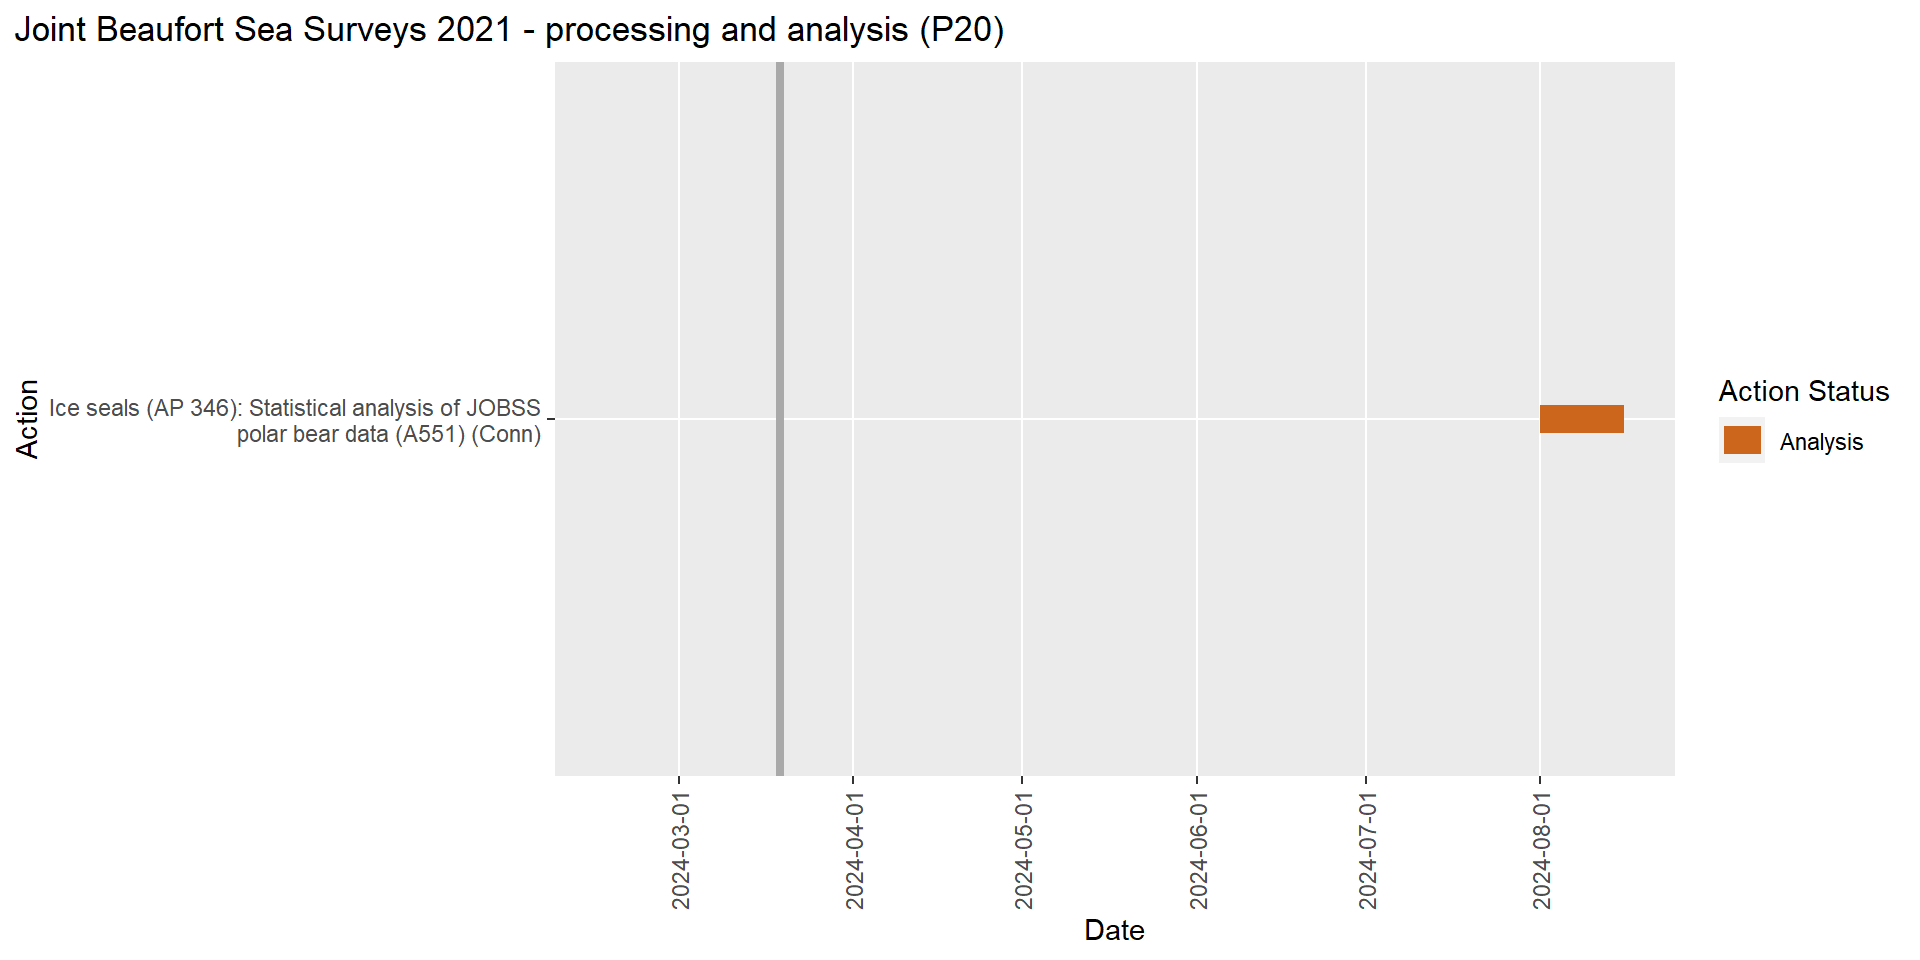 Joint Beaufort Sea Surveys 2021 - processing and analysis (P20)
Action
Ice seals (AP 346): Statistical analysis of JOBSS
polar bear data (A551) (Conn)
Action Status
Analysis
2024-03-01
2024-04-01
2024-05-01
2024-06-01
2024-07-01
2024-08-01
Date